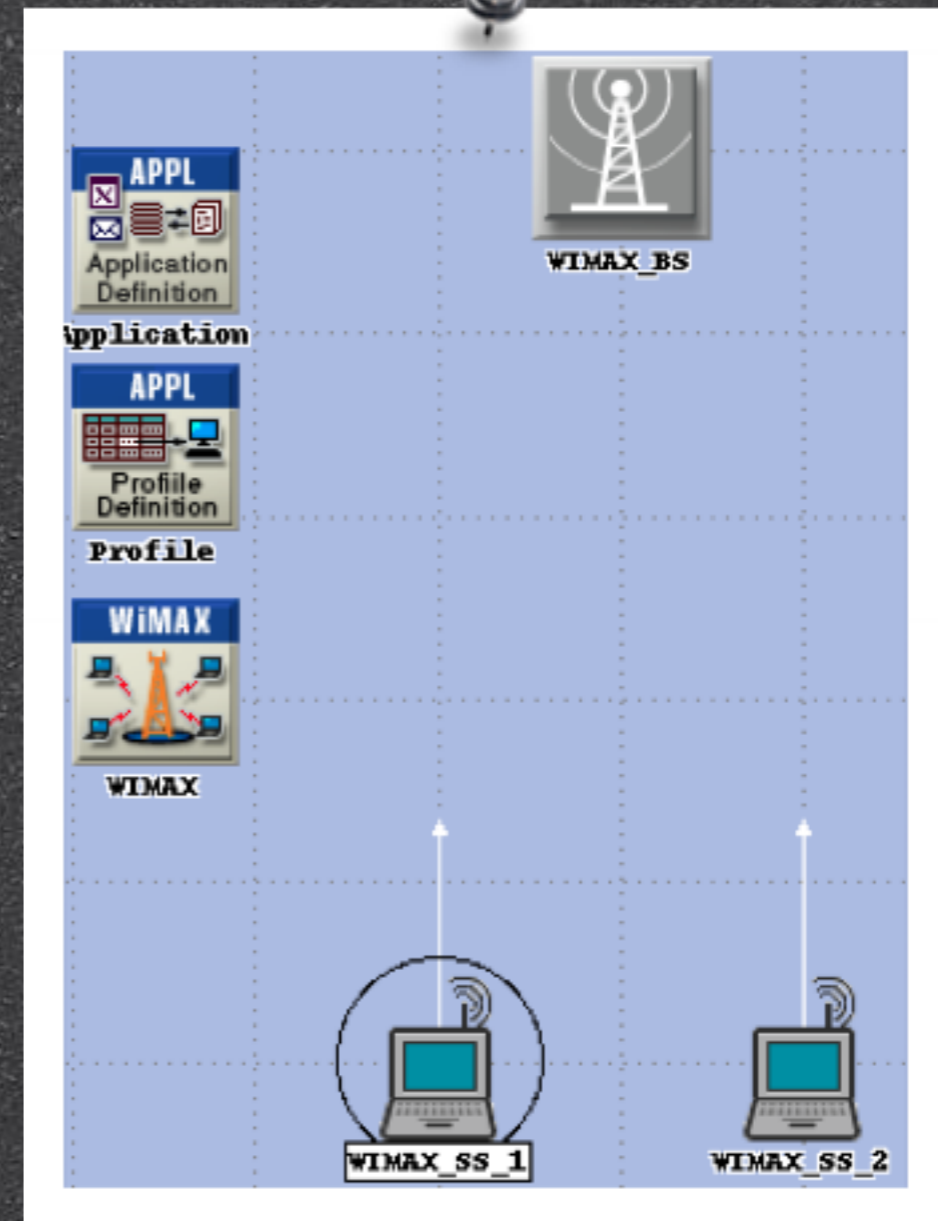 WIMAX_BS
APPL
Application
Definition
Application
APPL
Profiile
Definition
Profile
WiMAX
WIMAX
WIMAX_SS_1
WIMAX_SS_2